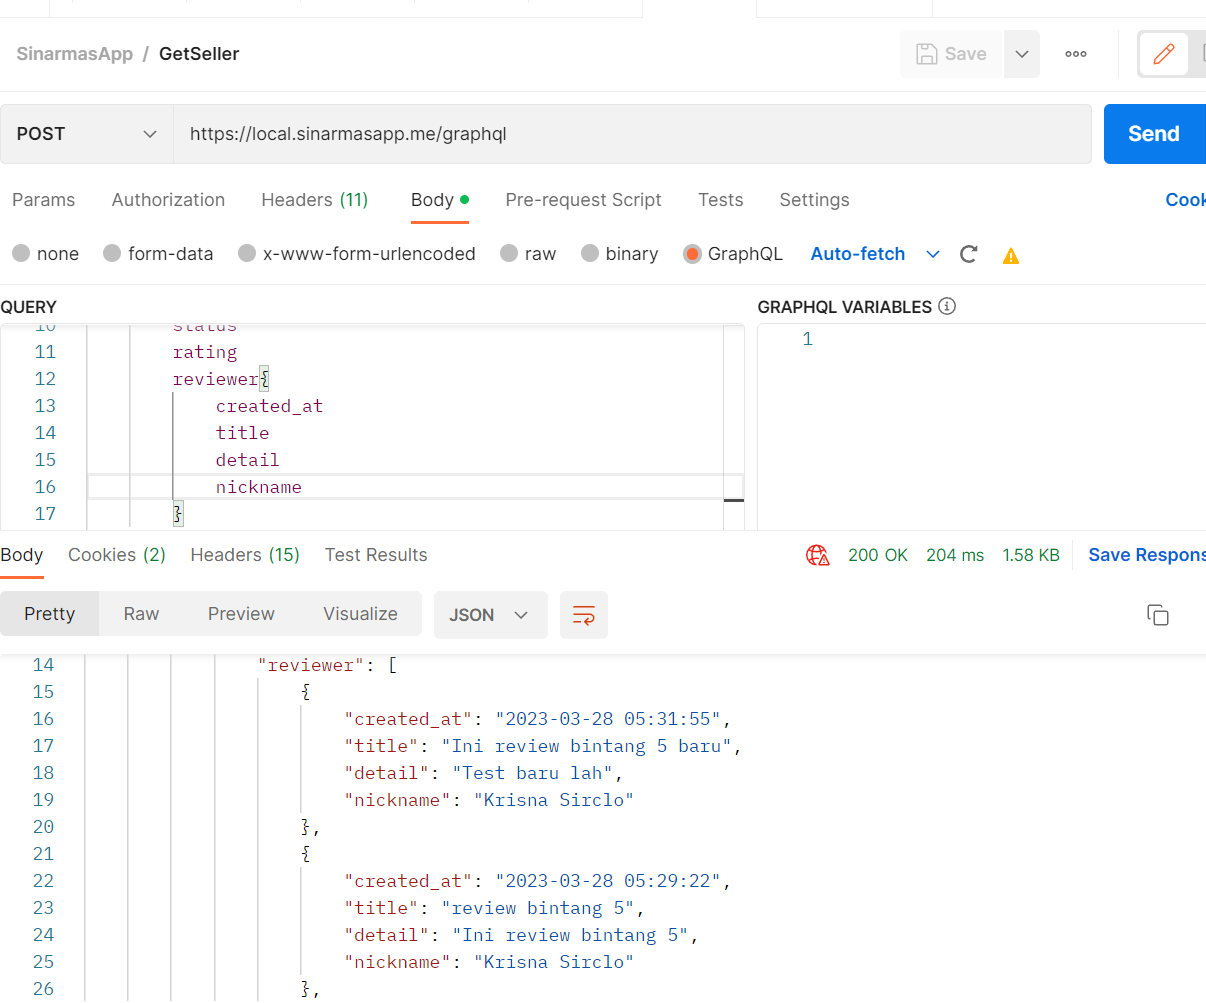 SinarmasApp / GetSeller
Save
POST
https://local.sinarmasapp.me/graphql
Send
Params Authorization Headers (11) Body Pre-request Script Tests Settings Cook
none form-data x-www-form-urlencoded raw binary GraphQL Auto-fetch
QUERY
GRAPHQL VARIABLES
10 status
11 rating
12 reviewer{
13 created_at
14 title
15 detail
16 nickname
17 }
1
Body Cookies (2) Headers (15) Test Results 200 OK 204 ms 1.58 KB Save Respons
Pretty Raw Preview Visualize JSON
14 "reviewer": [
15 {
16 "created_at": "2023-03-28 05:31:55",
17 "title": "Ini review bintang 5 baru",
18 "detail": "Test baru lah",
19 "nickname": "Krisna Sirclo"
20 },
21 {
22 "created_at": "2023-03-28 05:29:22",
23 "title": "review bintang 5",
24 "detail": "Ini review bintang 5",
25 "nickname": "Krisna Sirclo"
26 },